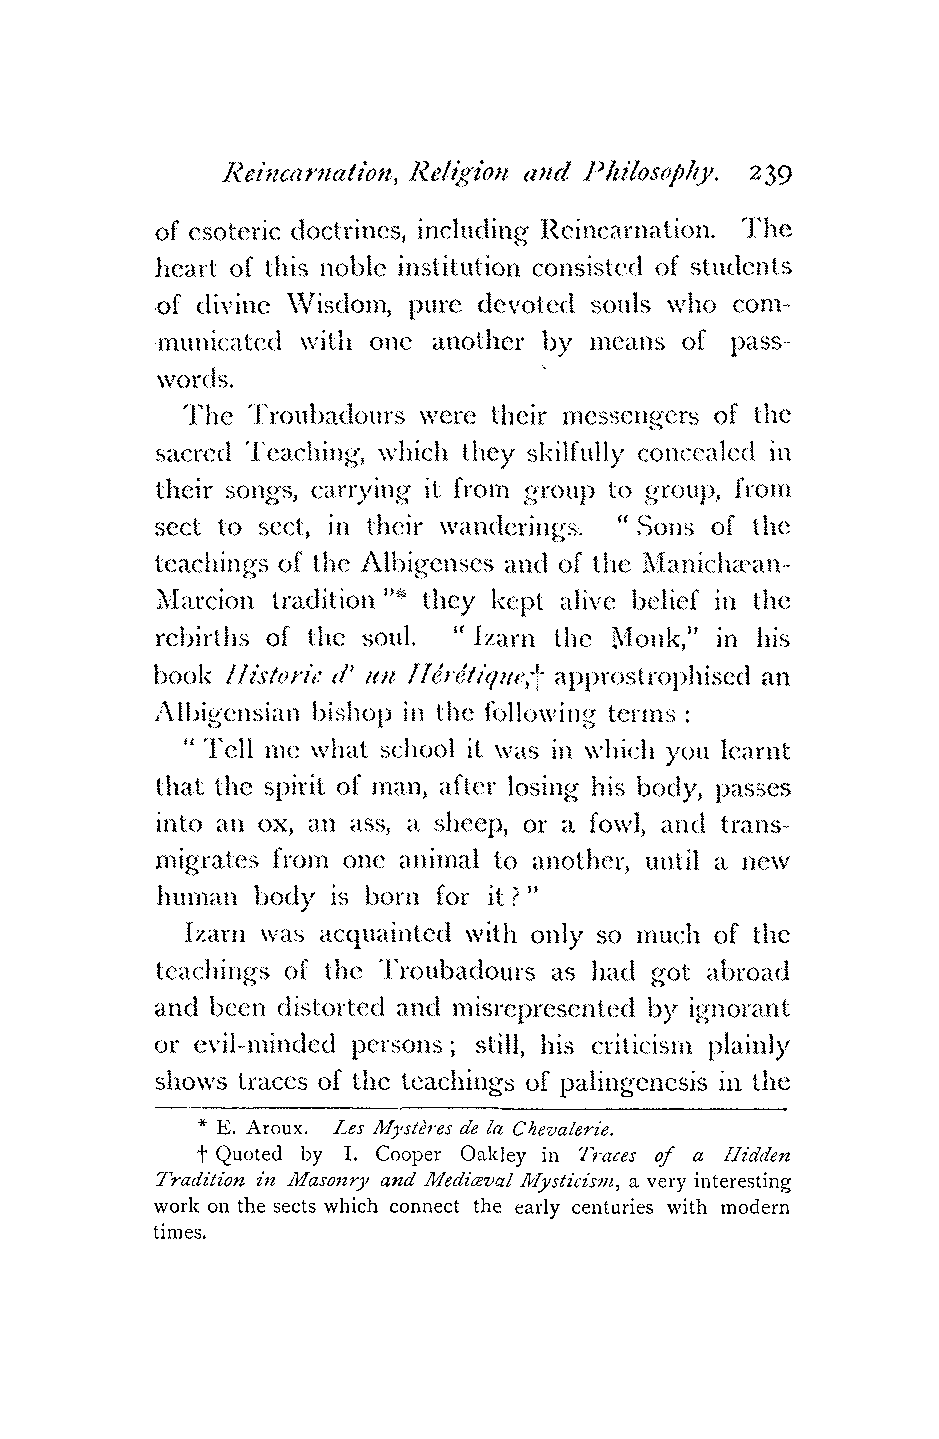 Reincarnation, Religion and Philosophy. 239
of esoteric doctrines, including Reincarnation. The
heart of this noble institution consisted of students
of divine Wisdom, pure devoted souls who com-
municated with one another by means of pass-
words.
The Troubadours were their messengers of the
sacred Teaching, which they skilfully concealed in
their songs, carrying it from group to group, from
sect to sect, in their wanderings. "Sons of the
teachings of the Albigenses and of the Manichæan-
Marcion tradition"* they kept alive belief in the
rebirths of the soul. "Izarn the Monk," in his
book Historie d' un Hérétique,† approstrophised an
Albigensian bishop in the following terms :
"Tell me what school it was in which you learnt
that the spirit of man, after losing his body, passes
into an ox, an ass, a sheep, or a fowl, and trans-
migrates from one animal to another, until a new
human body is born for it?"
Izarn was acquainted with only so much of the
teachings of the Troubadours as had got abroad
and been distorted and misrepresented by ignorant
or evil-minded persons; still, his criticism plainly
shows traces of the teachings of palingenesis in the
* E. Aroux. Les Mystères de la Chevalerie.
† Quoted by I. Cooper Oakley in Traces of a Hidden
Tradition in Masonry and Mediæval Mysticism, a very interesting
work on the sects which connect the early centuries with modern
times.